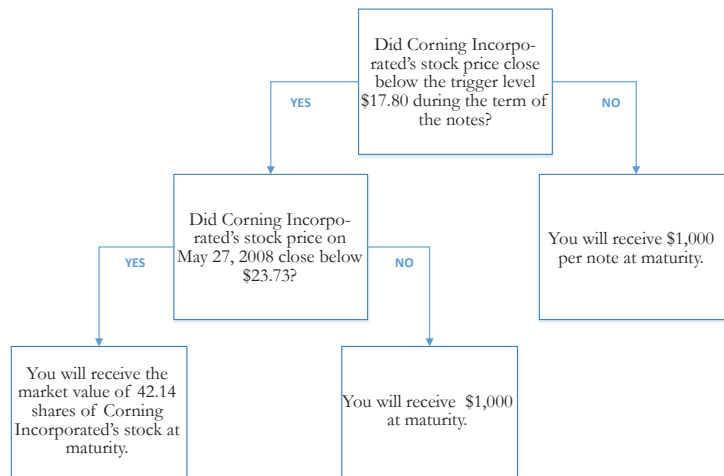 Did Corning Incorpo-
rated's stock price close
below the trigger level
$17.80 during the term of
the notes?
YES
NO
Did Corning Incorpo-
rated's stock price on
May 27, 2008 close below
$23.73?
You will receive $1,000
per note at maturity.
YES
NO
You will receive the
market value of 42.14
shares of Corning
Incorporated's stock at
maturity.
You will receive  $1,000
at maturity.